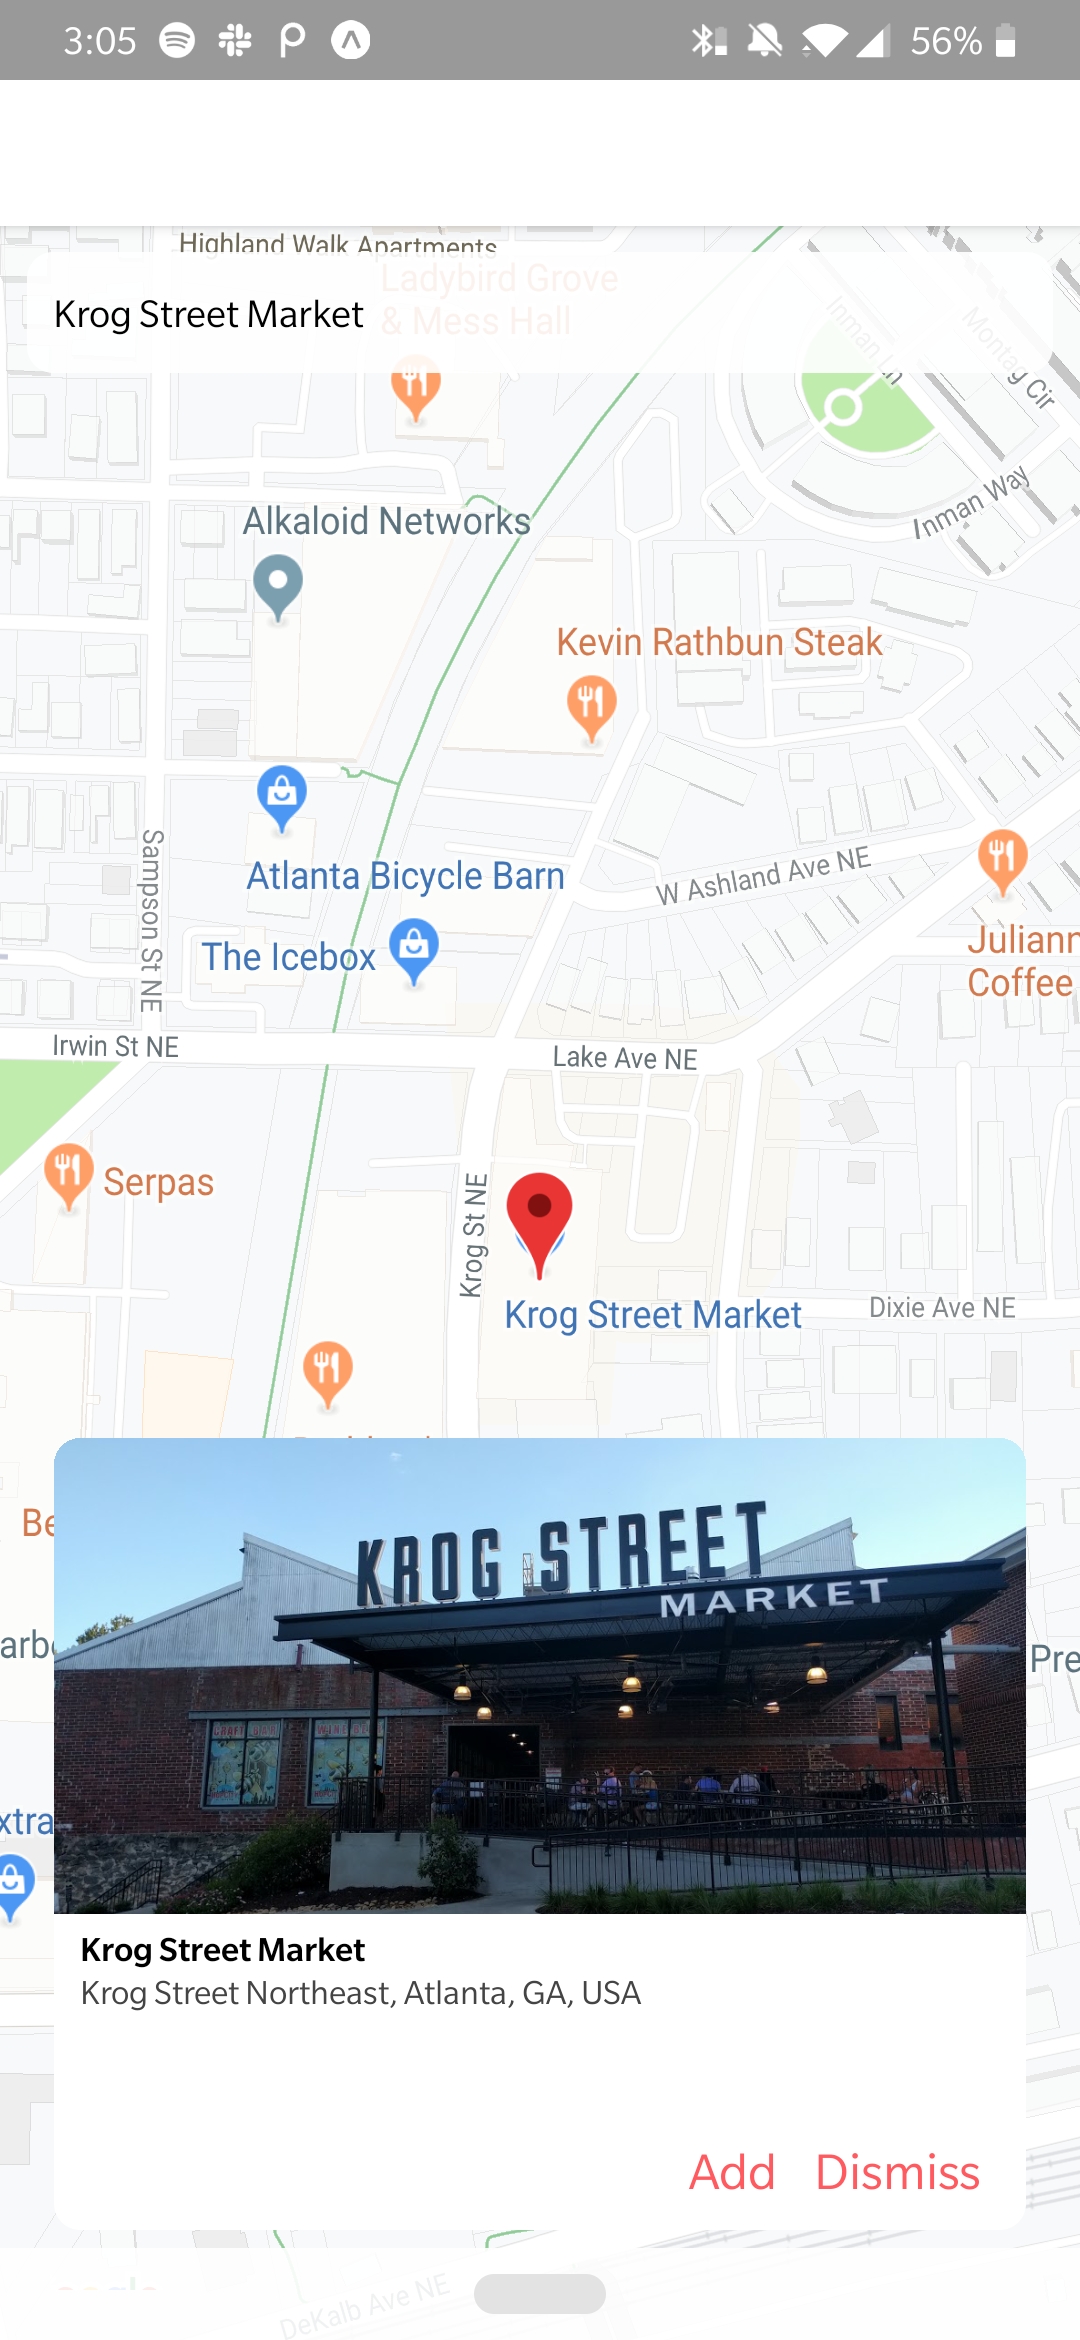 3:05
56%
Highland Walk Apartments
Ladybird Grove
& Mess Hall
Krog Street Market
Inman Ln
Montag Cir
Inman Way
Alkaloid Networks
Kevin Rathbun Steak
Atlanta Bicycle Barn
W Ashland Ave NE
Sampson St NE
The Icebox
Juliann
Coffee
Irwin St NE
Lake Ave NE
Serpas
Krog St NE
Krog Street Market
Dixie Ave NE
Be
KROG STREET
MARKET
arb
Pre
xtra
Krog Street Market
Krog Street Northeast, Atlanta, GA, USA
Add Dismiss
DeKalb Ave NE